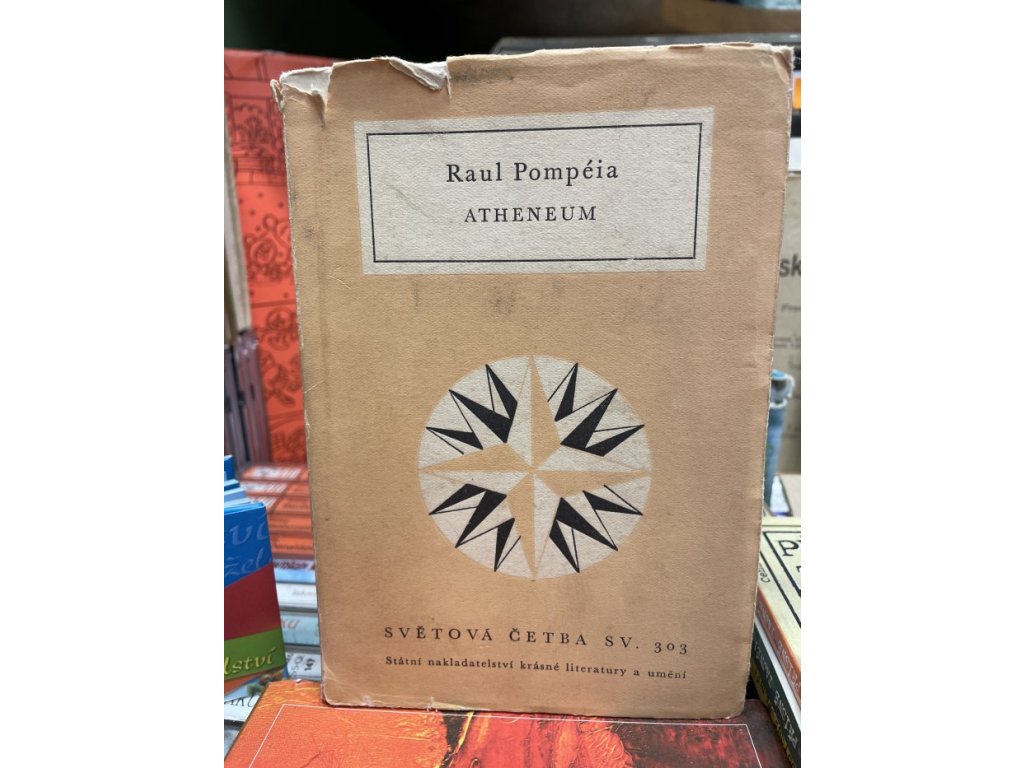 Raul Pompéia
ATHENEUM
SVĚTOVÁ ČETBA SV. 303
Státní nakladatelství krásné literatury a umění